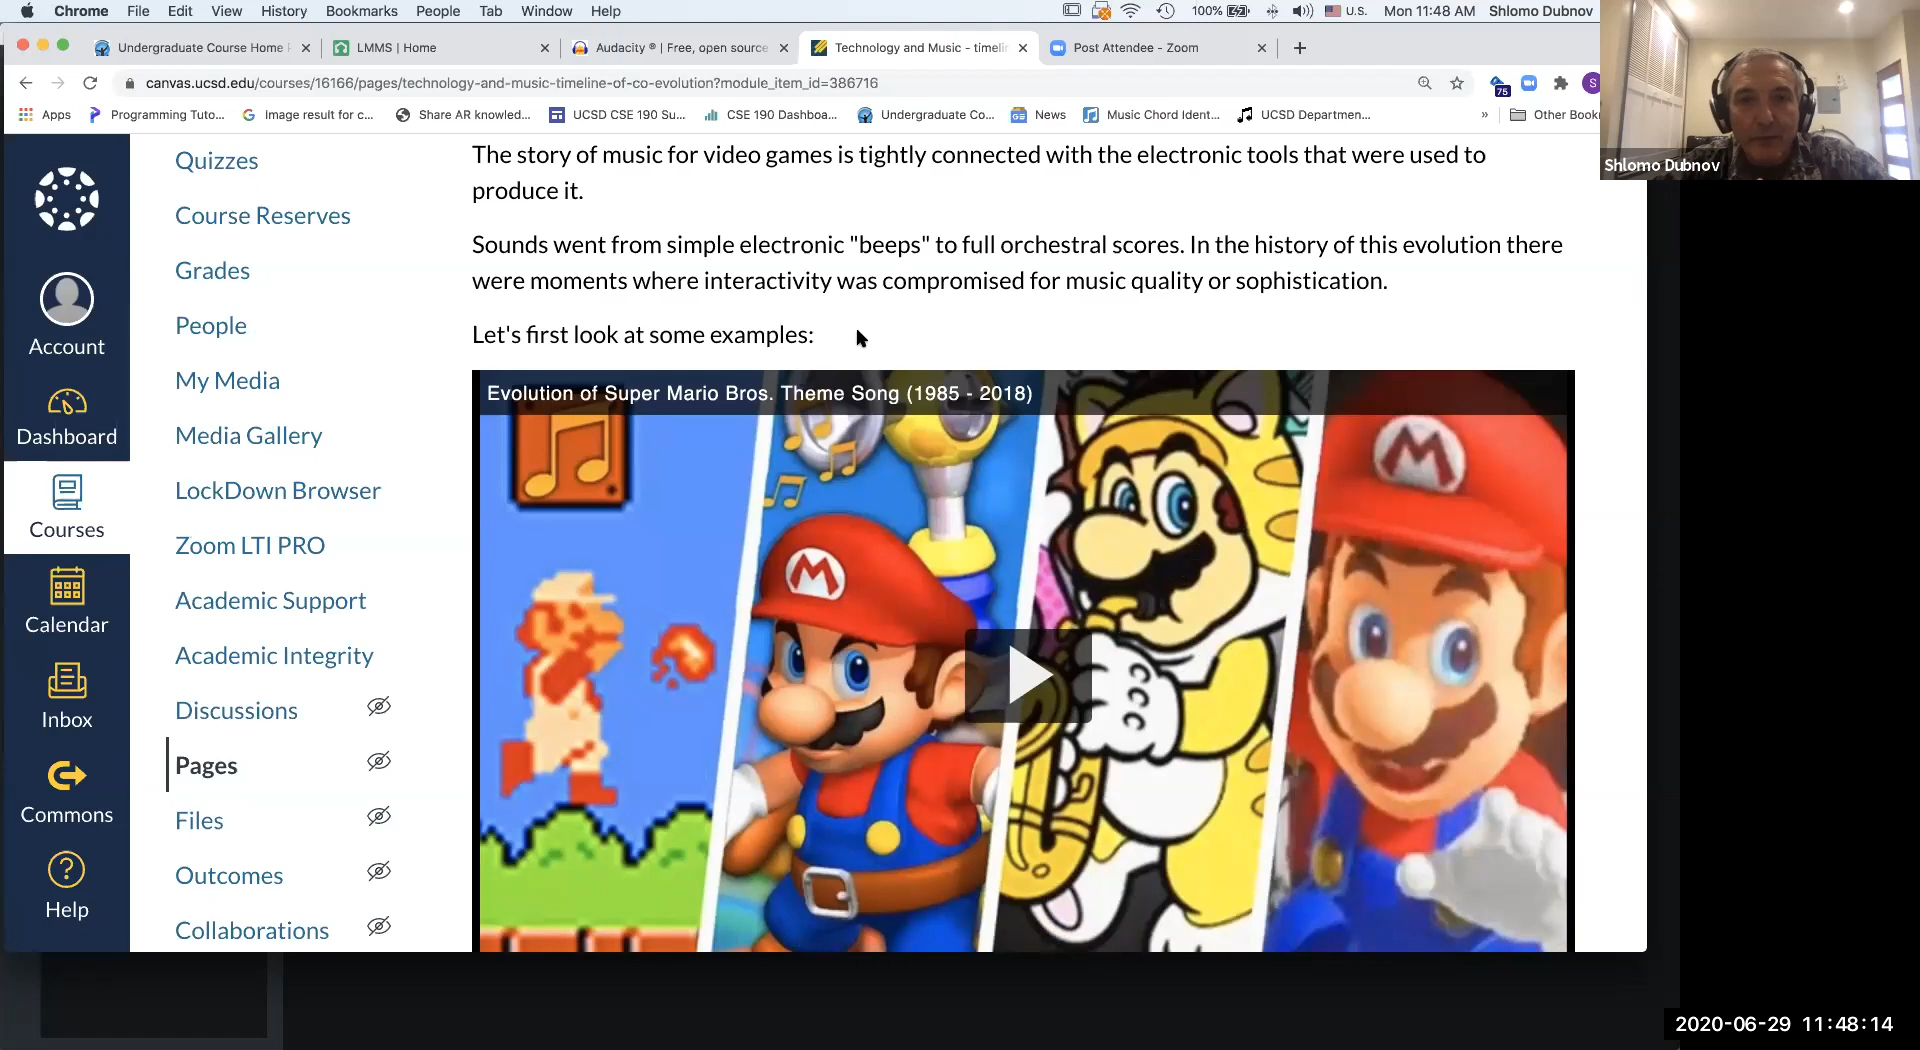 Chrome File Edit View History Bookmarks People Tab Window Help
100% U.S. Mon 11:48 AM Shlomo Dubnov
Undergraduate Course Home
LMMS | Home
Audacity ® | Free, open source
Technology and Music - timelin
Post Attendee - Zoom
canvas.ucsd.edu/courses/16166/pages/technology-and-music-timeline-of-co-evolution?module_item_id=386716
75
S
Apps
Programming Tuto...
Image result for c...
Share AR knowled...
UCSD CSE 190 Su...
CSE 190 Dashboa...
Undergraduate Co...
News
Music Chord Ident...
UCSD Departmen...
»
Other Book
Shlomo Dubnov
Account
Dashboard
Courses
Calendar
Inbox
Commons
Help
Quizzes
Course Reserves
Grades
People
My Media
Media Gallery
LockDown Browser
Zoom LTI PRO
Academic Support
Academic Integrity
Discussions
Pages
Files
Outcomes
Collaborations
The story of music for video games is tightly connected with the electronic tools that were used to
produce it.
Sounds went from simple electronic "beeps" to full orchestral scores. In the history of this evolution there
were moments where interactivity was compromised for music quality or sophistication.
Let's first look at some examples:
Evolution of Super Mario Bros. Theme Song (1985 - 2018)
M
M
2020-06-29 11:48:14